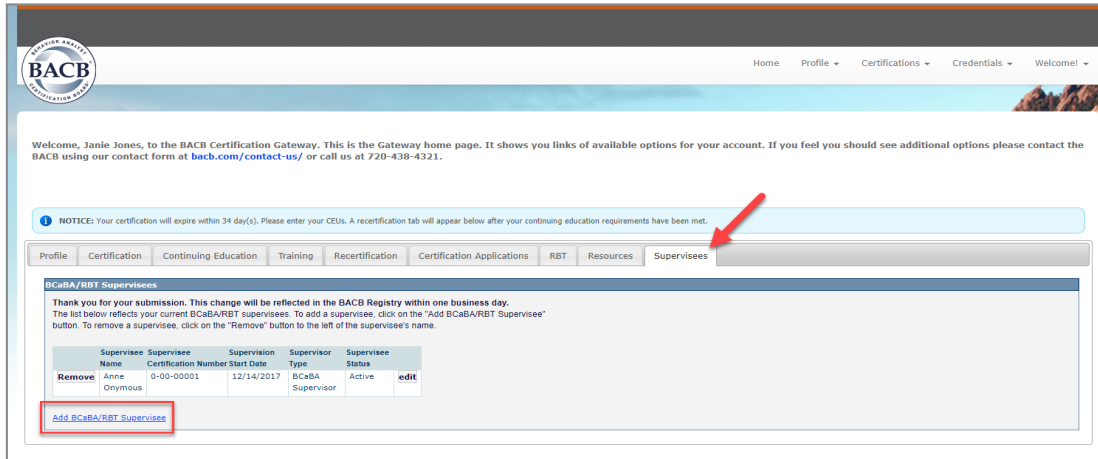 BEHAVIOR ANALYST
BACB
CERTIFICATION BOARD
Home Profile Certifications Credentials Welcome!
Welcome, Janie Jones, to the BACB Certification Gateway. This is the Gateway home page. It shows you links of available options for your account. If you feel you should see additional options please contact the
BACB using our contact form at bacb.com/contact-us/ or call us at 720-438-4321.
NOTICE: Your certification will expire within 34 day(s). Please enter your CEUs. A recertification tab will appear below after your continuing education requirements have been met.
Profile Certification Continuing Education Training Recertification Certification Applications RBT Resources Supervisees
BCaBA/RBT Supervisees
Thank you for your submission. This change will be reflected in the BACB Registry within one business day.
The list below reflects your current BCaBA/RBT supervisees. To add a supervisee, click on the "Add BCaBA/RBT Supervisee"
button. To remove a supervisee, click on the "Remove" button to the left of the supervisee's name.
Supervisee Supervisee Supervision Supervisor Supervisee
Name Certification Number Start Date Type Status
Remove Anne 0-00-00001 12/14/2017 BCaBA Active edit
Onymous Supervisor
Add BCaBA/RBT Supervisee